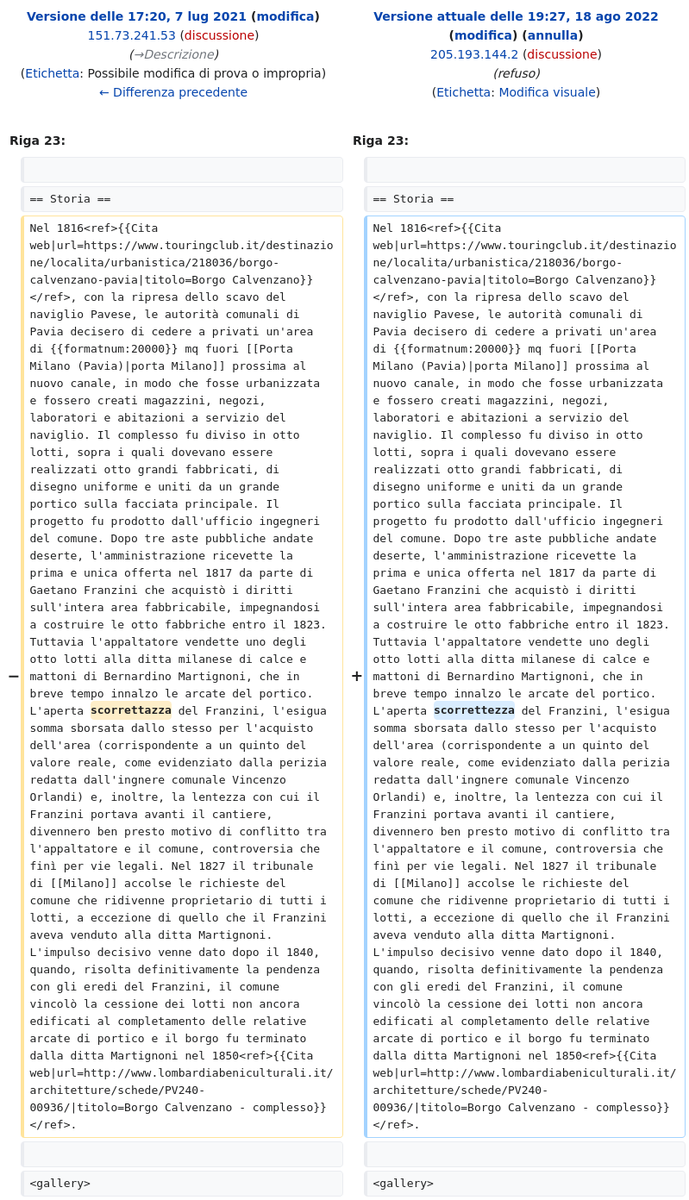 Versione delle 17:20, 7 lug 2021 (modifica)
151.73.241.53 (discussione)
(→Descrizione)
(Etichetta: Possibile modifica di prova o impropria)
← Differenza precedente
Versione attuale delle 19:27, 18 ago 2022
(modifica) (annulla)
205.193.144.2 (discussione)
(refuso)
(Etichetta: Modifica visuale)
Riga 23:
== Storia ==
Nel 1816<ref>{{Cita
web|url=https://www.touringclub.it/destinazio
ne/localita/urbanistica/218036/borgo-
calvenzano-pavia|titolo=Borgo Calvenzano}}
</ref>, con la ripresa dello scavo del
naviglio Pavese, le autorità comunali di
Pavia decisero di cedere a privati un'area
di {{formatnum:20000}} mq fuori [[Porta
Milano (Pavia)|porta Milano]] prossima al
nuovo canale, in modo che fosse urbanizzata
e fossero creati magazzini, negozi,
laboratori e abitazioni a servizio del
naviglio. Il complesso fu diviso in otto
lotti, sopra i quali dovevano essere
realizzati otto grandi fabbricati, di
disegno uniforme e uniti da un grande
portico sulla facciata principale. Il
progetto fu prodotto dall'ufficio ingegneri
del comune. Dopo tre aste pubbliche andate
deserte, l'amministrazione ricevette la
prima e unica offerta nel 1817 da parte di
Gaetano Franzini che acquistò i diritti
sull'intera area fabbricabile, impegnandosi
a costruire le otto fabbriche entro il 1823.
Tuttavia l'appaltatore vendette uno degli
otto lotti alla ditta milanese di calce e
mattoni di Bernardino Martignoni, che in
breve tempo innalzo le arcate del portico.
L'aperta scorrettazza del Franzini, l'esigua
somma sborsata dallo stesso per l'acquisto
dell'area (corrispondente a un quinto del
valore reale, come evidenziato dalla perizia
redatta dall'ingnere comunale Vincenzo
Orlandi) e, inoltre, la lentezza con cui il
Franzini portava avanti il cantiere,
divennero ben presto motivo di conflitto tra
l'appaltatore e il comune, controversia che
finì per vie legali. Nel 1827 il tribunale
di [[Milano]] accolse le richieste del
comune che ridivenne proprietario di tutti i
lotti, a eccezione di quello che il Franzini
aveva venduto alla ditta Martignoni.
L'impulso decisivo venne dato dopo il 1840,
quando, risolta definitivamente la pendenza
con gli eredi del Franzini, il comune
vincolò la cessione dei lotti non ancora
edificati al completamento delle relative
arcate di portico e il borgo fu terminato
dalla ditta Martignoni nel 1850<ref>{{Cita
web|url=http://www.lombardiabeniculturali.it/
architetture/schede/PV240-
00936/|titolo=Borgo Calvenzano - complesso}}
</ref>.
−
<gallery>
Riga 23:
== Storia ==
Nel 1816<ref>{{Cita
web|url=https://www.touringclub.it/destinazio
ne/localita/urbanistica/218036/borgo-
calvenzano-pavia|titolo=Borgo Calvenzano}}
</ref>, con la ripresa dello scavo del
naviglio Pavese, le autorità comunali di
Pavia decisero di cedere a privati un'area
di {{formatnum:20000}} mq fuori [[Porta
Milano (Pavia)|porta Milano]] prossima al
nuovo canale, in modo che fosse urbanizzata
e fossero creati magazzini, negozi,
laboratori e abitazioni a servizio del
naviglio. Il complesso fu diviso in otto
lotti, sopra i quali dovevano essere
realizzati otto grandi fabbricati, di
disegno uniforme e uniti da un grande
portico sulla facciata principale. Il
progetto fu prodotto dall'ufficio ingegneri
del comune. Dopo tre aste pubbliche andate
deserte, l'amministrazione ricevette la
prima e unica offerta nel 1817 da parte di
Gaetano Franzini che acquistò i diritti
sull'intera area fabbricabile, impegnandosi
a costruire le otto fabbriche entro il 1823.
Tuttavia l'appaltatore vendette uno degli
otto lotti alla ditta milanese di calce e
mattoni di Bernardino Martignoni, che in
breve tempo innalzo le arcate del portico.
L'aperta scorrettezza del Franzini, l'esigua
somma sborsata dallo stesso per l'acquisto
dell'area (corrispondente a un quinto del
valore reale, come evidenziato dalla perizia
redatta dall'ingnere comunale Vincenzo
Orlandi) e, inoltre, la lentezza con cui il
Franzini portava avanti il cantiere,
divennero ben presto motivo di conflitto tra
l'appaltatore e il comune, controversia che
finì per vie legali. Nel 1827 il tribunale
di [[Milano]] accolse le richieste del
comune che ridivenne proprietario di tutti i
lotti, a eccezione di quello che il Franzini
aveva venduto alla ditta Martignoni.
L'impulso decisivo venne dato dopo il 1840,
quando, risolta definitivamente la pendenza
con gli eredi del Franzini, il comune
vincolò la cessione dei lotti non ancora
edificati al completamento delle relative
arcate di portico e il borgo fu terminato
dalla ditta Martignoni nel 1850<ref>{{Cita
web|url=http://www.lombardiabeniculturali.it/
architetture/schede/PV240-
00936/|titolo=Borgo Calvenzano - complesso}}
</ref>.
+
<gallery>